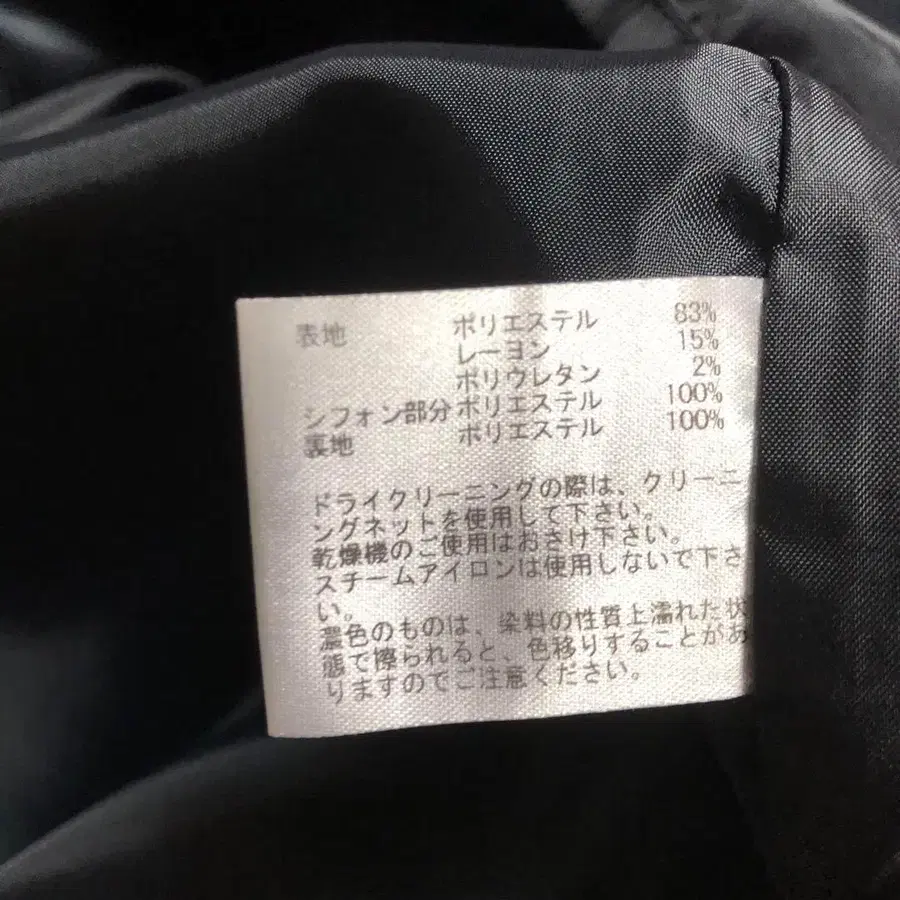 表地 ポリエステル 83%
レーヨン 15%
ポリウレタン 2%
シフォン部分 ポリエステル 100%
裏地 ポリエステル 100%
ドライクリーニングの際は、クリーニ
ングネットを使用して下さい。
乾燥機のご使用はおさけ下さい。
スチームアイロンは使用しないで下さ
い。
濃色のものは、染料の性質上濡れた状
態で擦られると、色移りすることがあ
りますのでご注意ください。